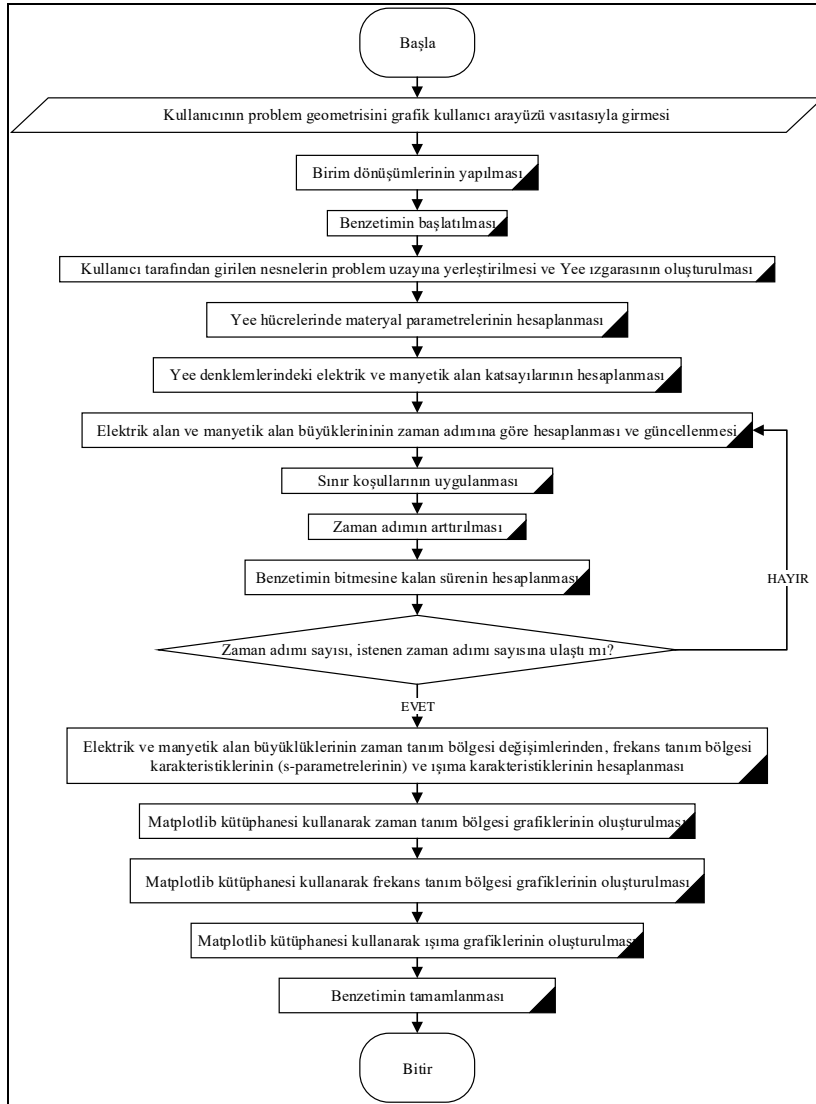 Başla
Kullanıcının problem geometrisini grafik kullanıcı arayüzü vasıtasıyla girmesi
Birim dönüşümlerinin yapılması
Benzetimin başlatılması
Kullanıcı tarafından girilen nesnelerin problem uzayına yerleştirilmesi ve Yee ızgarasının oluşturulması
Yee hücrelerinde materyal parametrelerinin hesaplanması
Yee denklemlerindeki elektrik ve manyetik alan katsayılarının hesaplanması
Elektrik alan ve manyetik alan büyüklerininin zaman adımına göre hesaplanması ve güncellenmesi
Sınır koşullarının uygulanması
Zaman adımın arttırılması
Benzetimin bitmesine kalan sürenin hesaplanması
HAYIR
Zaman adımı sayısı, istenen zaman adımı sayısına ulaştı mı?
EVET
Elektrik ve manyetik alan büyüklüklerinin zaman tanım bölgesi değişimlerinden, frekans tanım bölgesi
karakteristiklerinin (s-parametrelerinin) ve ışıma karakteristiklerinin hesaplanması
Matplotlib kütüphanesi kullanarak zaman tanım bölgesi grafiklerinin oluşturulması
Matplotlib kütüphanesi kullanarak frekans tanım bölgesi grafiklerinin oluşturulması
Matplotlib kütüphanesi kullanarak ışıma grafiklerinin oluşturulması
Benzetimin tamamlanması
Bitir